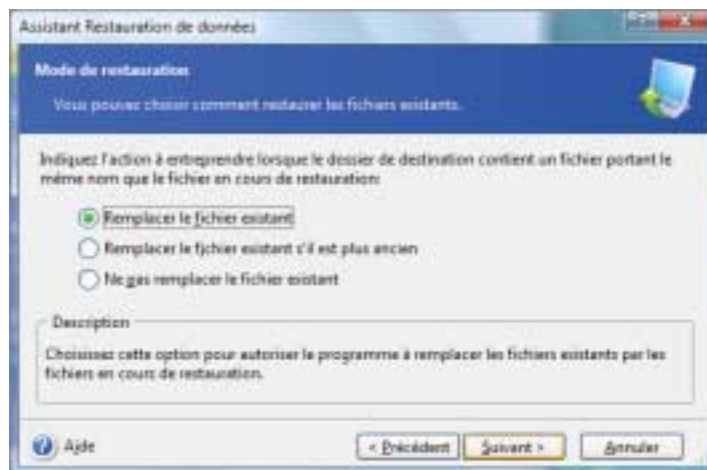 Assistant Restauration de données
Mode de restauration
Vous pouvez choisir comment restaurer les fichiers existants.
Indiquez l'action à entreprendre lorsque le dossier de destination contient un fichier portant le
même nom que le fichier en cours de restauration:
Remplacer le fichier existant
Remplacer le fichier existant s'il est plus ancien
Ne pas remplacer le fichier existant
Description
Choisissez cette option pour autoriser le programme à remplacer les fichiers existants par les
fichiers en cours de restauration.
Aide
< Précédent
Suivant >
Annuler